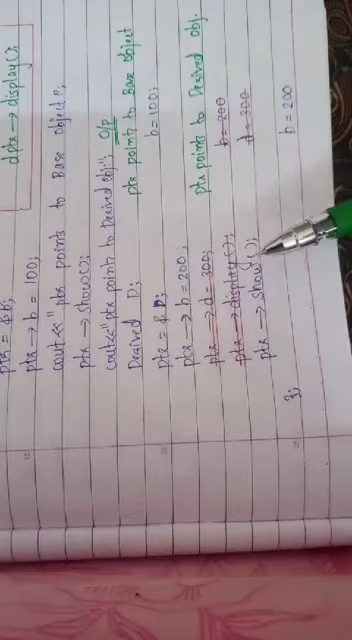 dptr → display();
ptr = &b;
ptr → b = 100;
cout<<"ptr points to Base object";
ptr → show();
cout<<"ptr points to Derived obj"; O/p
Derived D; ptr points to Base object
ptr = & D; b = 100;
ptr → b = 200;
ptr → d = 300; ptr points to Derived obj.
ptr → display(); b = 200
ptr → show(); d = 300
}; b = 200